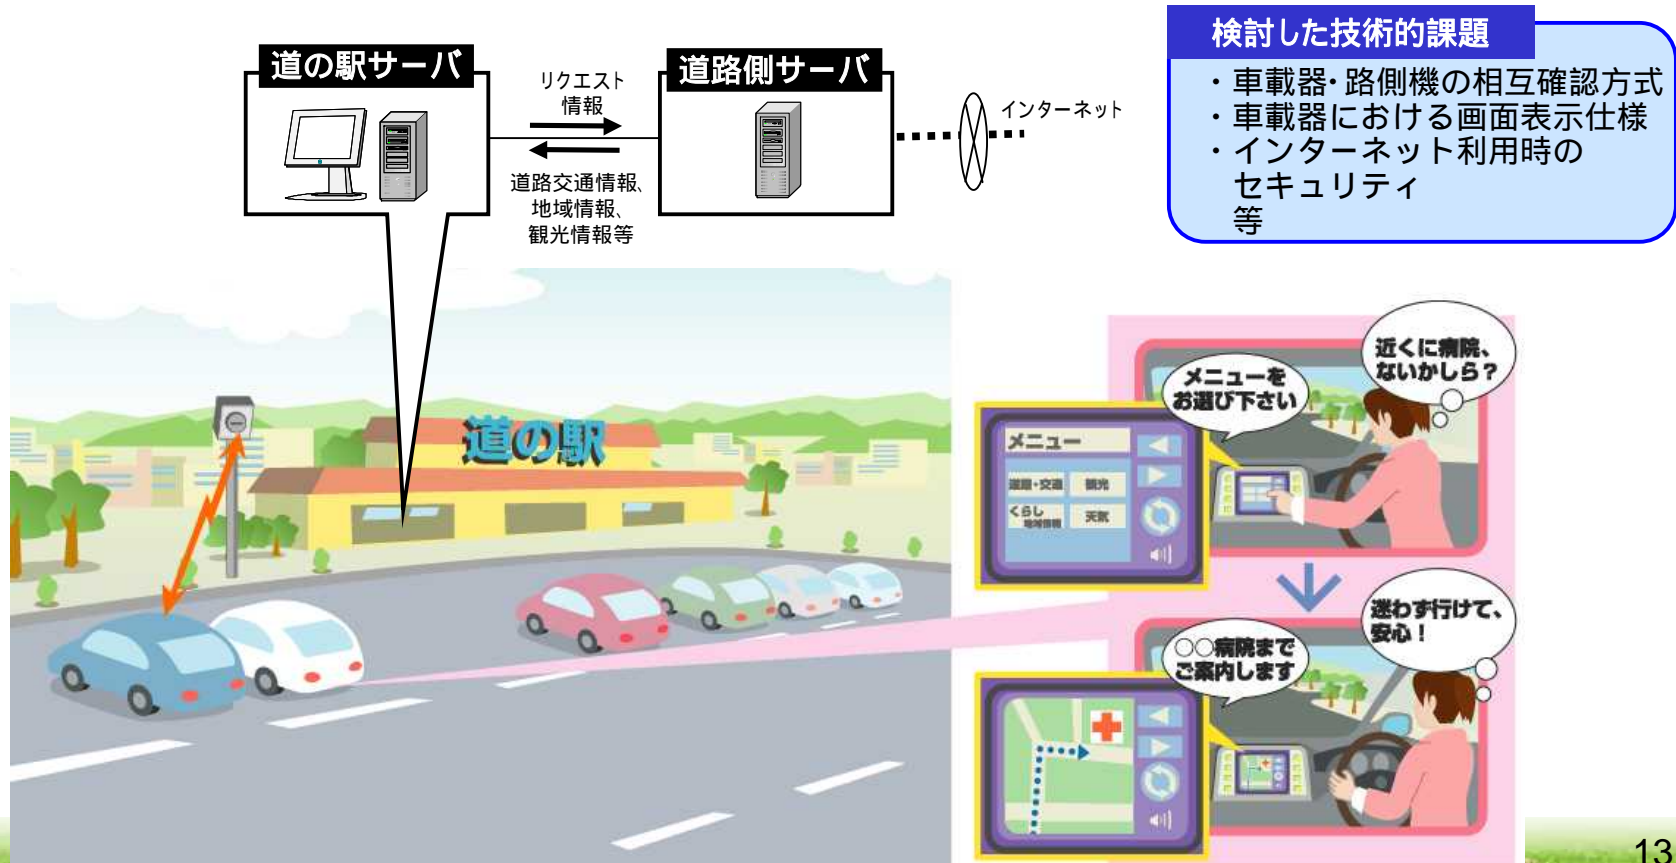 道の駅サーバ
リクエスト
情報
道路交通情報、
地域情報、
観光情報等
道路側サーバ
インターネット
検討した技術的課題
・車載器・路側機の相互確認方式
・車載器における画面表示仕様
・インターネット利用時の
セキュリティ
等
道の駅
近くに病院、
ないかしら?
メニューを
お選び下さい
メニュー
道路・交通 観光
くらし
地域情報
天気
迷わず行けて、
安心!
○○病院まで
ご案内します
13